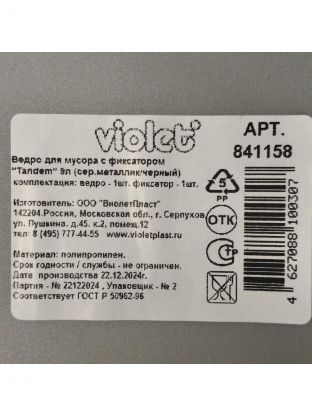 violet
АРТ.
841158
Ведро для мусора с фиксатором
"Tandem" 9л (сер.металлик/черный)
комплектация: ведро - 1шт. фиксатор - 1шт.
5
PP
ОТК
Изготовитель: ООО "ВиолетПласт"
142204.Россия, Московская обл., г. Серпухов
ул. Пушкина. д.45. к.2, помещ.12
тел: 8 (495) 777-44-55 www.violetplast.ru
Материал: полипропилен.
Срок годности / службы - не ограничен.
Дата производства 22.12.2024г.
Партия - № 22122024 , Упаковщик - № 2
Соответствует ГОСТ Р 50962-96
4 627088 100307